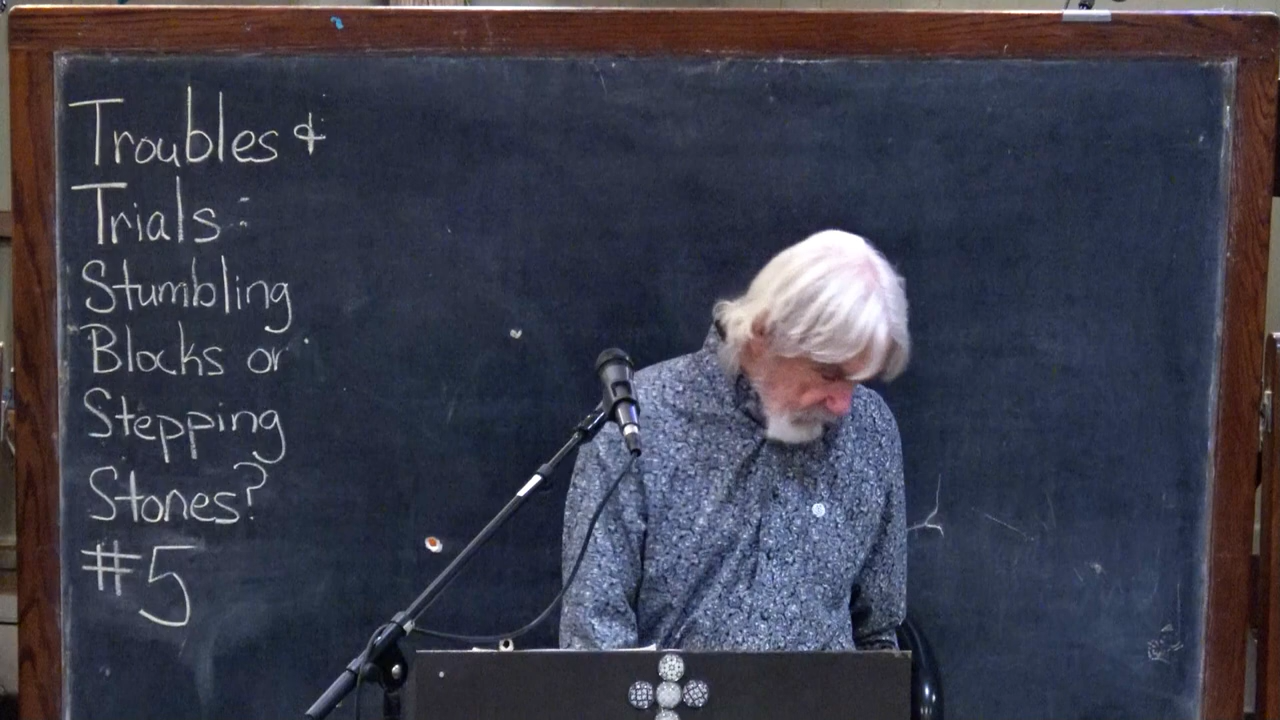 Troubles &
Trials:
Stumbling
Blocks or
Stepping
Stones?
#5